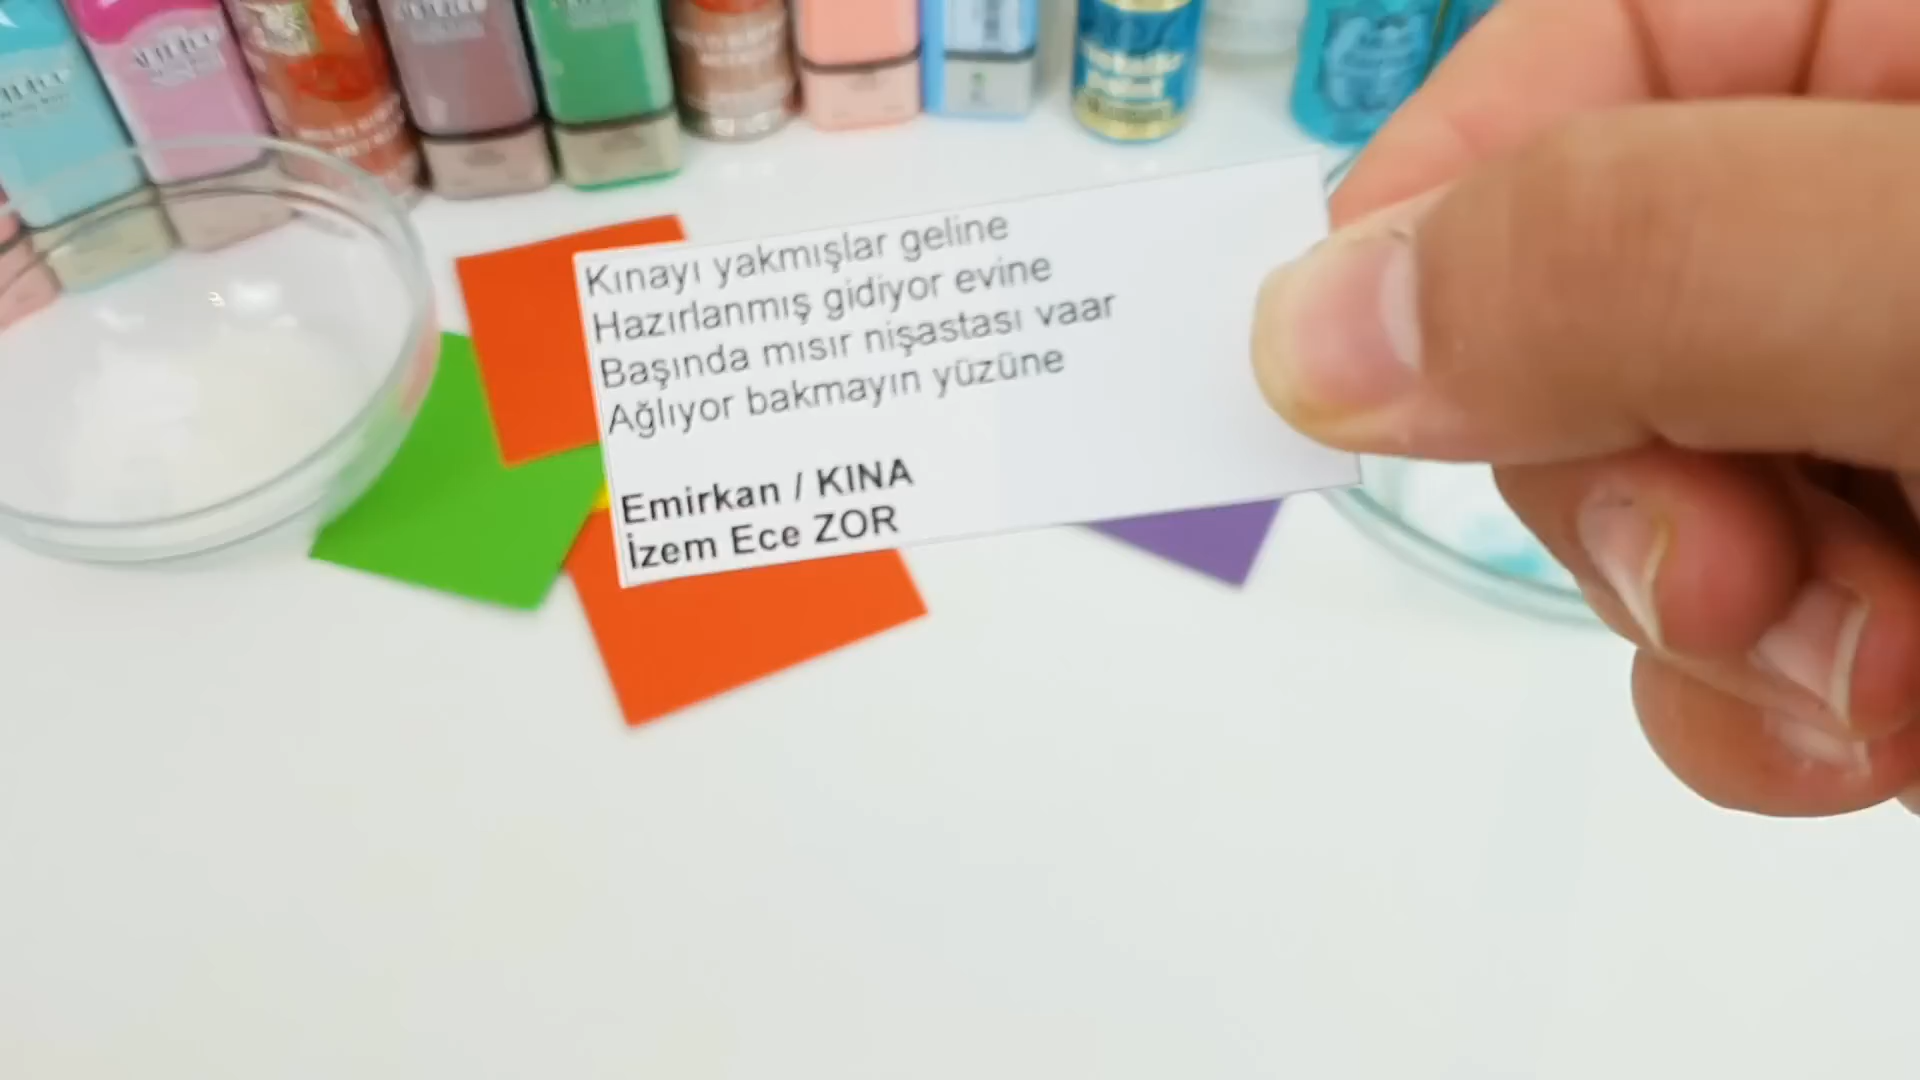 Kınayı yakmışlar geline
Hazırlanmış gidiyor evine
Başında mısır nişastası vaar
Ağlıyor bakmayın yüzüne
Emirkan / KINA
İzem Ece ZOR